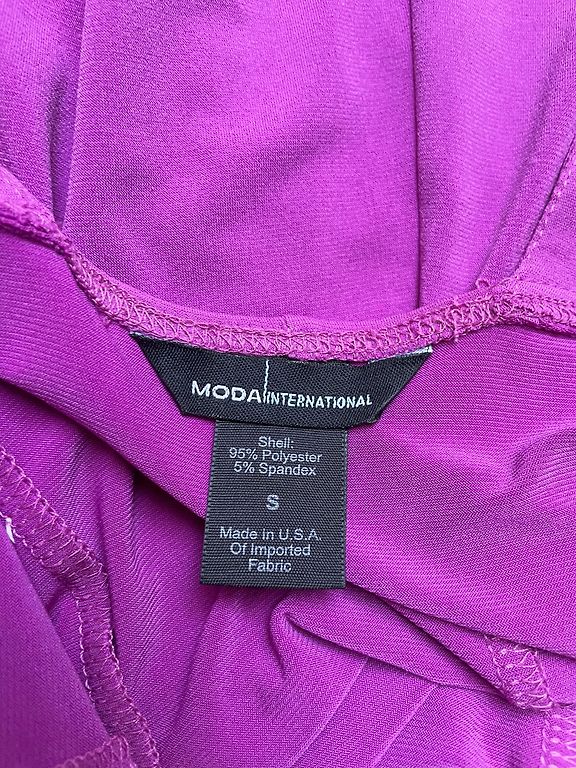 MODA INTERNATIONAL
Shell:
95% Polyester
5% Spandex
S
Made in U.S.A.
Of Imported
Fabric